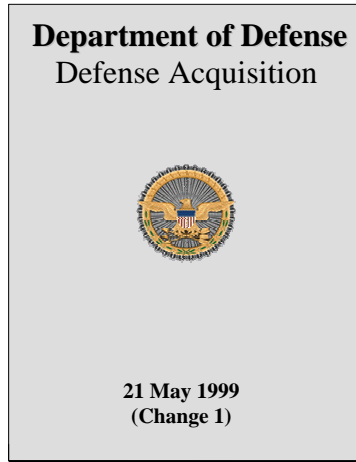 Department of Defense
Defense Acquisition
21 May 1999
(Change 1)